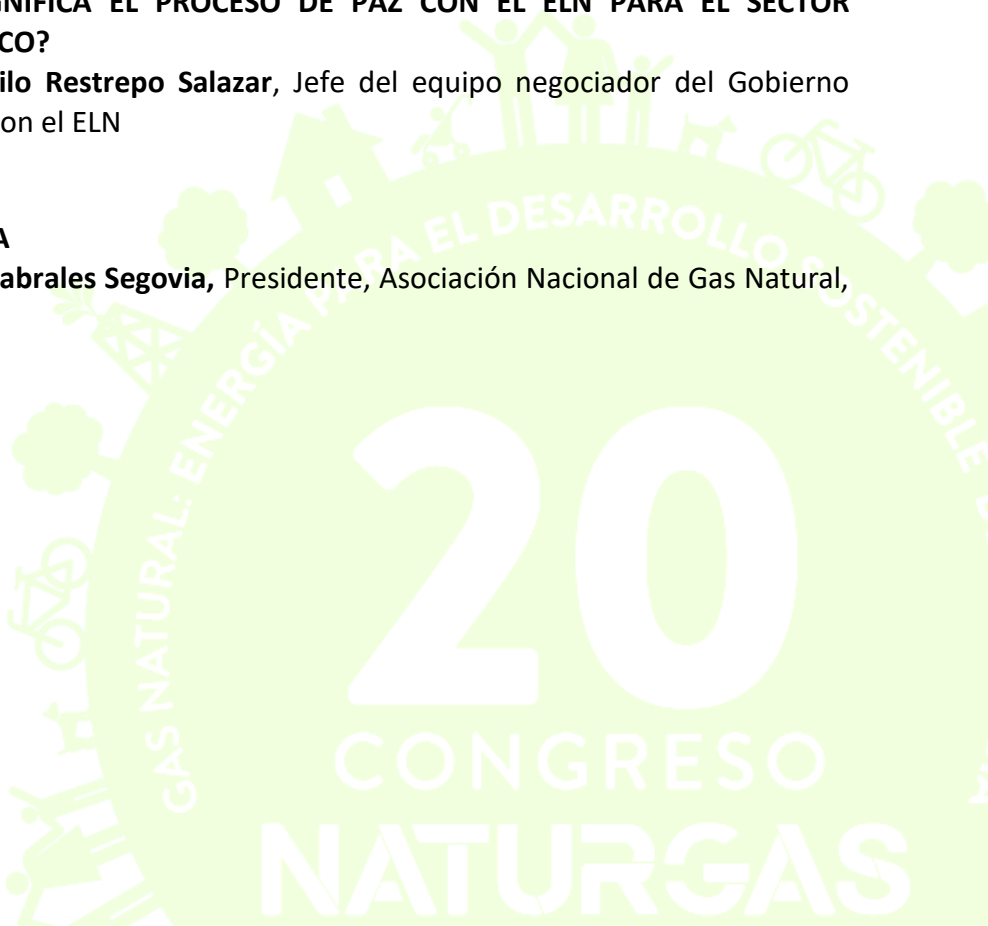 GNIFICA EL PROCESO DE PAZ CON EL ELN PARA EL SECTOR
CO?
ilo Restrepo Salazar, Jefe del equipo negociador del Gobierno
on el ELN
A
abrales Segovia, Presidente, Asociación Nacional de Gas Natural,
GAS NATURAL: ENERGÍA PARA EL DESARROLLO SOSTENIBLE
20
CONGRESO
NATURGAS